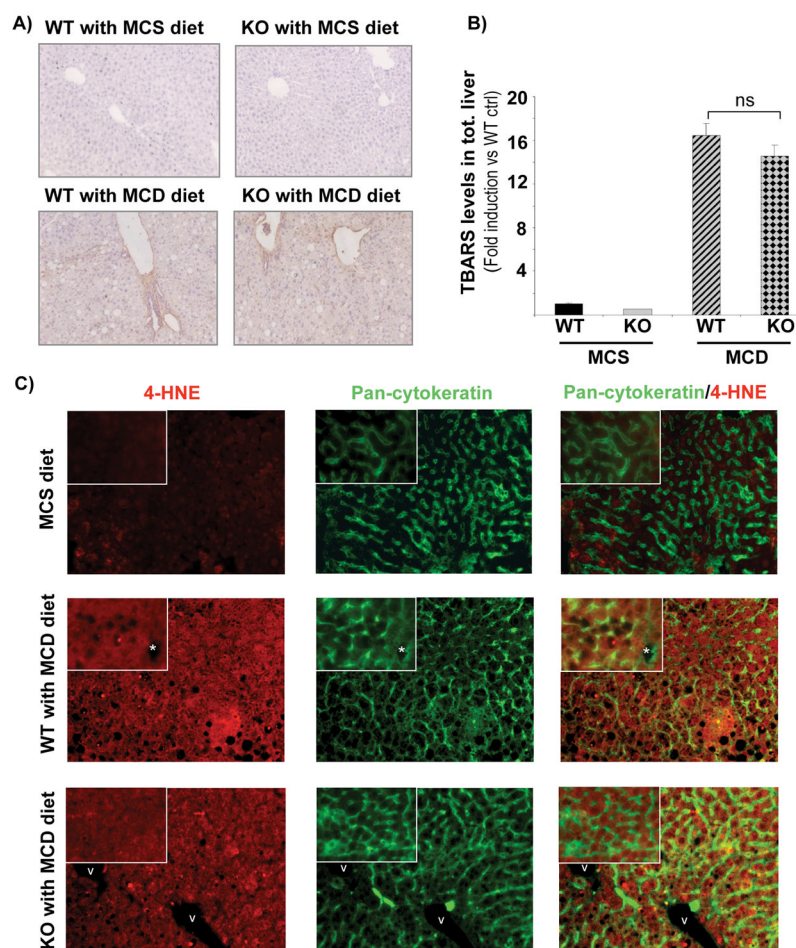 A)
WT with MCS diet
KO with MCS diet
WT with MCD diet
KO with MCD diet
B)
TBARS levels in tot. liver
(Fold induction vs WT ctrl)
20
16
12
8
4
ns
WT
KO
WT
KO
MCS
MCD
C)
4-HNE
Pan-cytokeratin
Pan-cytokeratin/4-HNE
MCS diet
WT with MCD diet
*
*
*
KO with MCD diet
v
v
v
v
v
v